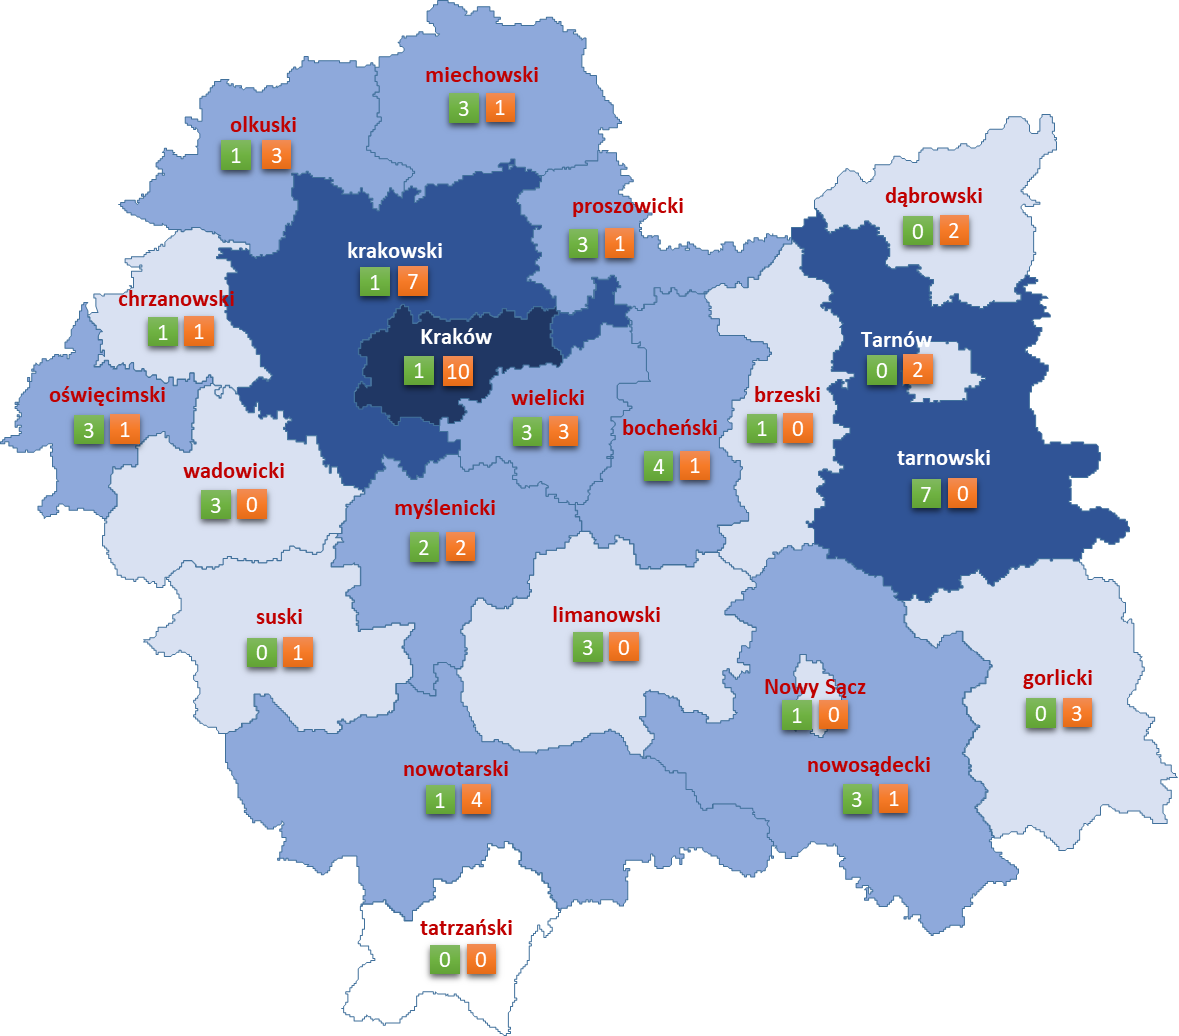 miechowski
3 1
olkuski
1 3
proszowicki
3 1
dąbrowski
0 2
krakowski
1 7
chrzanowski
1 1
Kraków
1 10
Tarnów
0 2
oświęcimski
3 1
wielicki
3 3
brzeski
1 0
bocheński
4 1
wadowicki
3 0
tarnowski
7 0
myślenicki
2 2
suski
0 1
limanowski
3 0
Nowy Sącz
1 0
gorlicki
0 3
nowotarski
1 4
nowosądecki
3 1
tatrzański
0 0